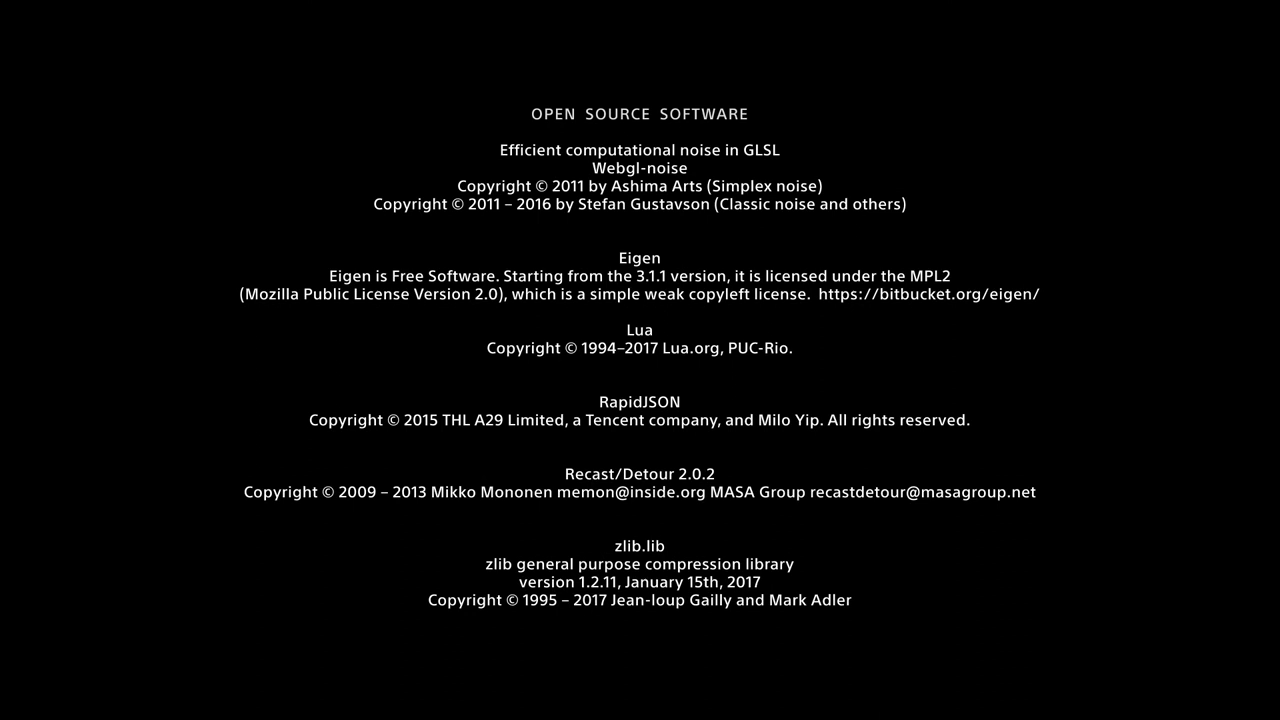 OPEN SOURCE SOFTWARE
Efficient computational noise in GLSL
Webgl-noise
Copyright © 2011 by Ashima Arts (Simplex noise)
Copyright © 2011 – 2016 by Stefan Gustavson (Classic noise and others)
Eigen
Eigen is Free Software. Starting from the 3.1.1 version, it is licensed under the MPL2
(Mozilla Public License Version 2.0), which is a simple weak copyleft license.  https://bitbucket.org/eigen/
Lua
Copyright © 1994–2017 Lua.org, PUC-Rio.
RapidJSON
Copyright © 2015 THL A29 Limited, a Tencent company, and Milo Yip. All rights reserved.
Recast/Detour 2.0.2
Copyright © 2009 – 2013 Mikko Mononen memon@inside.org MASA Group recastdetour@masagroup.net
zlib.lib
zlib general purpose compression library
version 1.2.11, January 15th, 2017
Copyright © 1995 – 2017 Jean-loup Gailly and Mark Adler